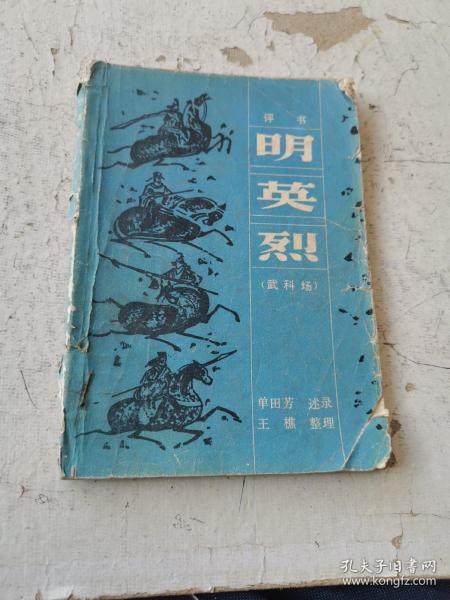 评书
明
英
烈
(武科场)
单田芳 述录
王樵 整理
孔夫子旧书网
www.kongfz.com